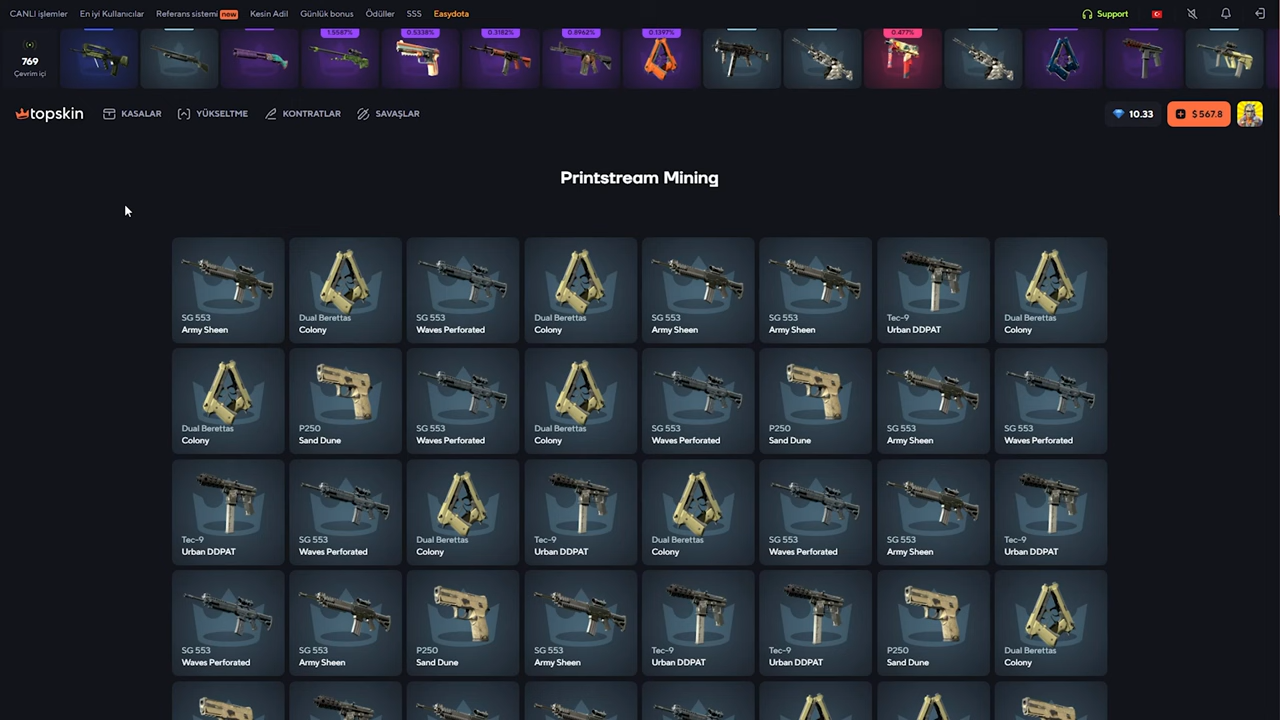 CANLI işlemler En iyi Kullanıcılar Referans sistemi new Kesin Adil Günlük bonus Ödüller SSS Easydota Support
1.5587% 0.5338% 0.3182% 0.8962% 0.1397% 0.477%
769
Çevrim içi
topskin KASALAR YÜKSELTME KONTRATLAR SAVAŞLAR 10.33 $ 567.8
Printstream Mining
SG 553 Dual Berettas SG 553 Dual Berettas SG 553 SG 553 Tec-9 Dual Berettas
Army Sheen Colony Waves Perforated Colony Army Sheen Army Sheen Urban DDPAT Colony
Dual Berettas P250 SG 553 Dual Berettas SG 553 P250 SG 553 SG 553
Colony Sand Dune Waves Perforated Colony Waves Perforated Sand Dune Army Sheen Waves Perforated
Tec-9 SG 553 Dual Berettas Tec-9 Dual Berettas SG 553 SG 553 Tec-9
Urban DDPAT Waves Perforated Colony Urban DDPAT Colony Waves Perforated Army Sheen Urban DDPAT
SG 553 SG 553 P250 SG 553 Tec-9 Tec-9 P250 Dual Berettas
Waves Perforated Army Sheen Sand Dune Army Sheen Urban DDPAT Urban DDPAT Sand Dune Colony